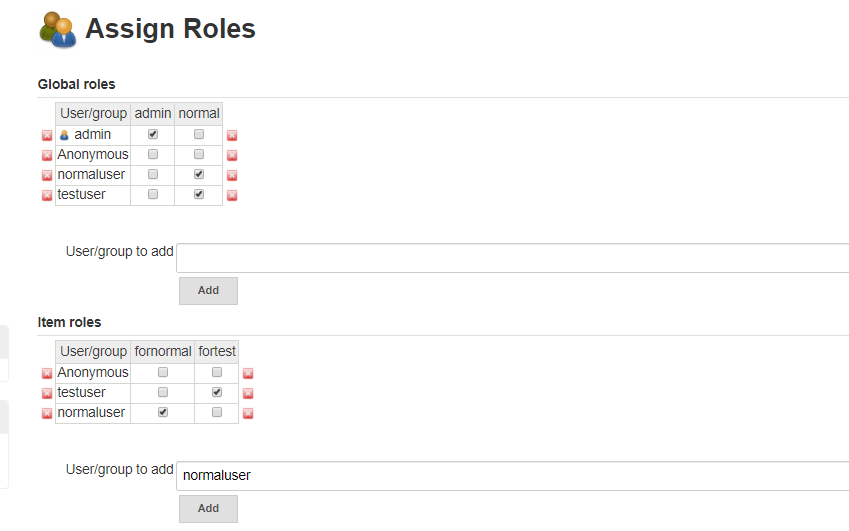 Assign Roles
Global roles
User/group admin normal
admin
Anonymous
normaluser
testuser
User/group to add
Add
Item roles
User/group fornormal fortest
Anonymous
testuser
normaluser
User/group to add normaluser
Add